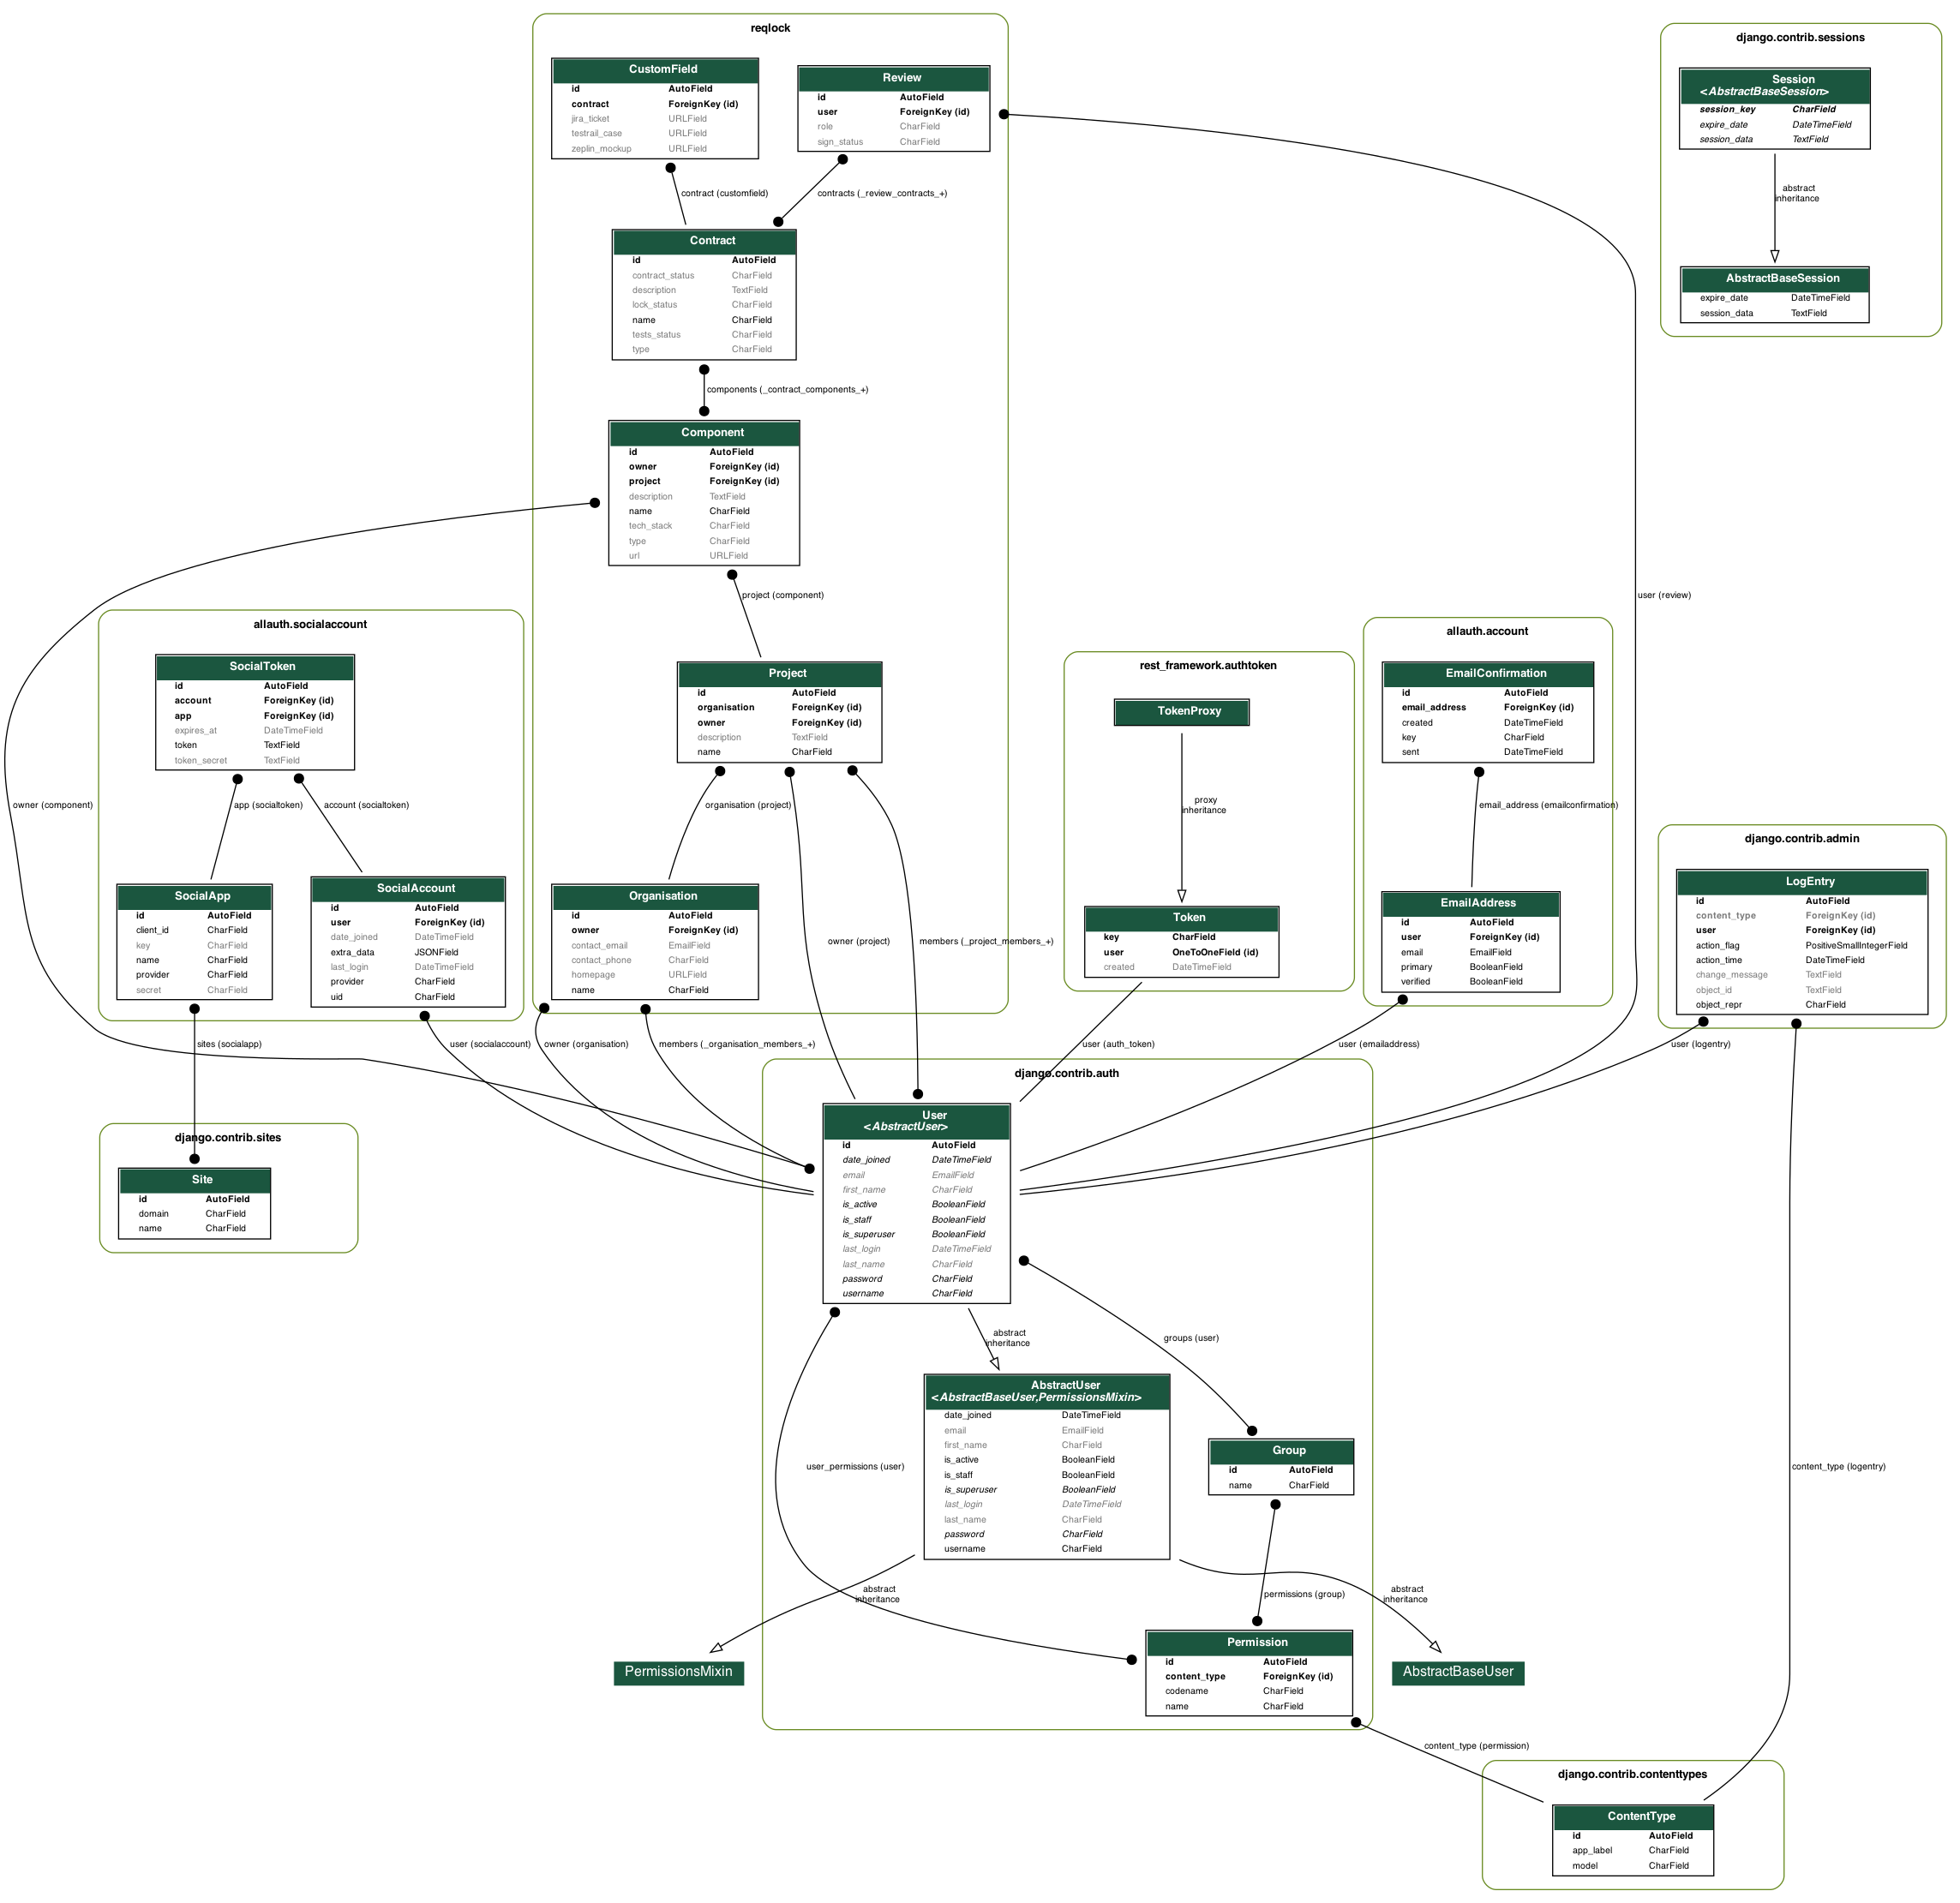 reqlock
CustomField
id AutoField
contract ForeignKey (id)
jira_ticket URLField
testrail_case URLField
zeplin_mockup URLField
Review
id AutoField
user ForeignKey (id)
role CharField
sign_status CharField
contract (customfield)
contracts (_review_contracts_+)
Contract
id AutoField
contract_status CharField
description TextField
lock_status CharField
name CharField
tests_status CharField
type CharField
components (_contract_components_+)
Component
id AutoField
owner ForeignKey (id)
project ForeignKey (id)
description TextField
name CharField
tech_stack CharField
type CharField
url URLField
project (component)
Project
id AutoField
organisation ForeignKey (id)
owner ForeignKey (id)
description TextField
name CharField
organisation (project)
owner (project)
members (_project_members_+)
Organisation
id AutoField
owner ForeignKey (id)
contact_email EmailField
contact_phone CharField
homepage URLField
name CharField
owner (organisation)
members (_organisation_members_+)
django.contrib.sessions
Session
<AbstractBaseSession>
session_key CharField
expire_date DateTimeField
session_data TextField
abstract
inheritance
AbstractBaseSession
expire_date DateTimeField
session_data TextField
user (review)
allauth.socialaccount
SocialToken
id AutoField
account ForeignKey (id)
app ForeignKey (id)
expires_at DateTimeField
token TextField
token_secret TextField
owner (component)
app (socialtoken)
account (socialtoken)
SocialApp
id AutoField
client_id CharField
key CharField
name CharField
provider CharField
secret CharField
SocialAccount
id AutoField
user ForeignKey (id)
date_joined DateTimeField
extra_data JSONField
last_login DateTimeField
provider CharField
uid CharField
sites (socialapp)
user (socialaccount)
django.contrib.sites
Site
id AutoField
domain CharField
name CharField
rest_framework.authtoken
TokenProxy
proxy
inheritance
Token
key CharField
user OneToOneField (id)
created DateTimeField
user (auth_token)
allauth.account
EmailConfirmation
id AutoField
email_address ForeignKey (id)
created DateTimeField
key CharField
sent DateTimeField
email_address (emailconfirmation)
EmailAddress
id AutoField
user ForeignKey (id)
email EmailField
primary BooleanField
verified BooleanField
user (emailaddress)
django.contrib.admin
LogEntry
id AutoField
content_type ForeignKey (id)
user ForeignKey (id)
action_flag PositiveSmallIntegerField
action_time DateTimeField
change_message TextField
object_id TextField
object_repr CharField
user (logentry)
content_type (logentry)
django.contrib.auth
User
<AbstractUser>
id AutoField
date_joined DateTimeField
email EmailField
first_name CharField
is_active BooleanField
is_staff BooleanField
is_superuser BooleanField
last_login DateTimeField
last_name CharField
password CharField
username CharField
abstract
inheritance
groups (user)
user_permissions (user)
AbstractUser
<AbstractBaseUser,PermissionsMixin>
date_joined DateTimeField
email EmailField
first_name CharField
is_active BooleanField
is_staff BooleanField
is_superuser BooleanField
last_login DateTimeField
last_name CharField
password CharField
username CharField
Group
id AutoField
name CharField
abstract
inheritance
permissions (group)
abstract
inheritance
PermissionsMixin
Permission
id AutoField
content_type ForeignKey (id)
codename CharField
name CharField
AbstractBaseUser
content_type (permission)
django.contrib.contenttypes
ContentType
id AutoField
app_label CharField
model CharField